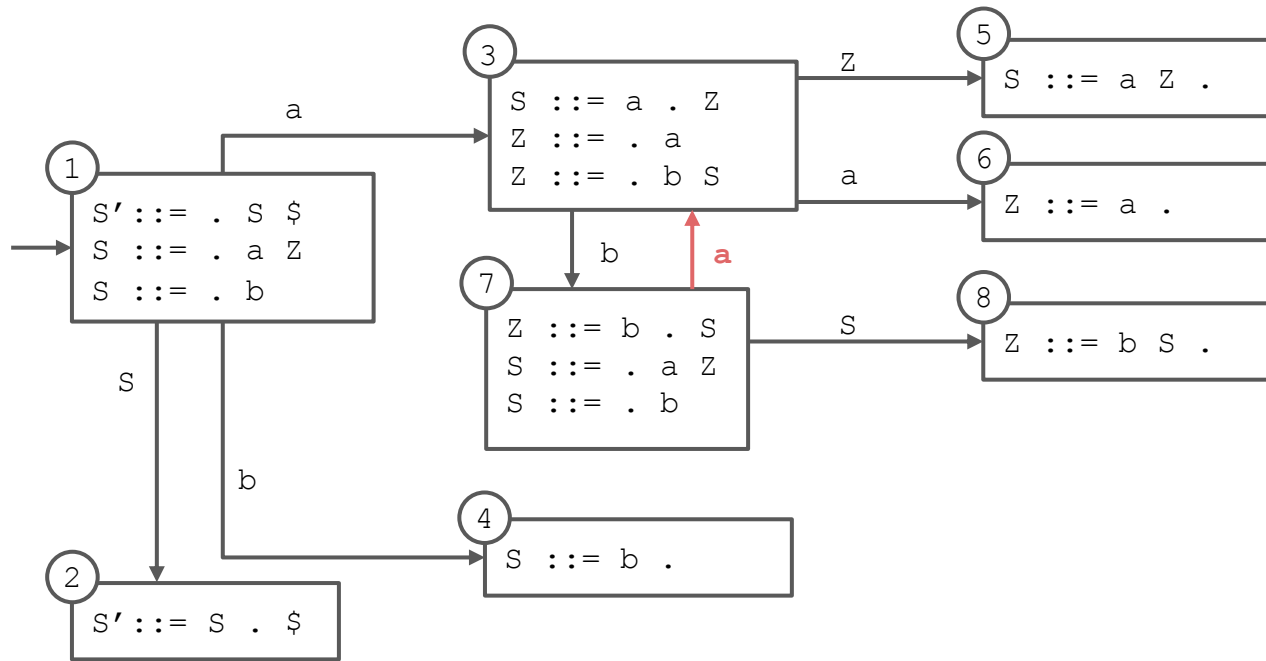 1
S′::= . S $
S ::= . a Z
S ::= . b
a
S
b
2
S′::= S . $
3
S ::= a . Z
Z ::= . a
Z ::= . b S
Z
a
b
a
7
Z ::= b . S
S ::= . a Z
S ::= . b
S
4
S ::= b .
5
S ::= a Z .
6
Z ::= a .
8
Z ::= b S .